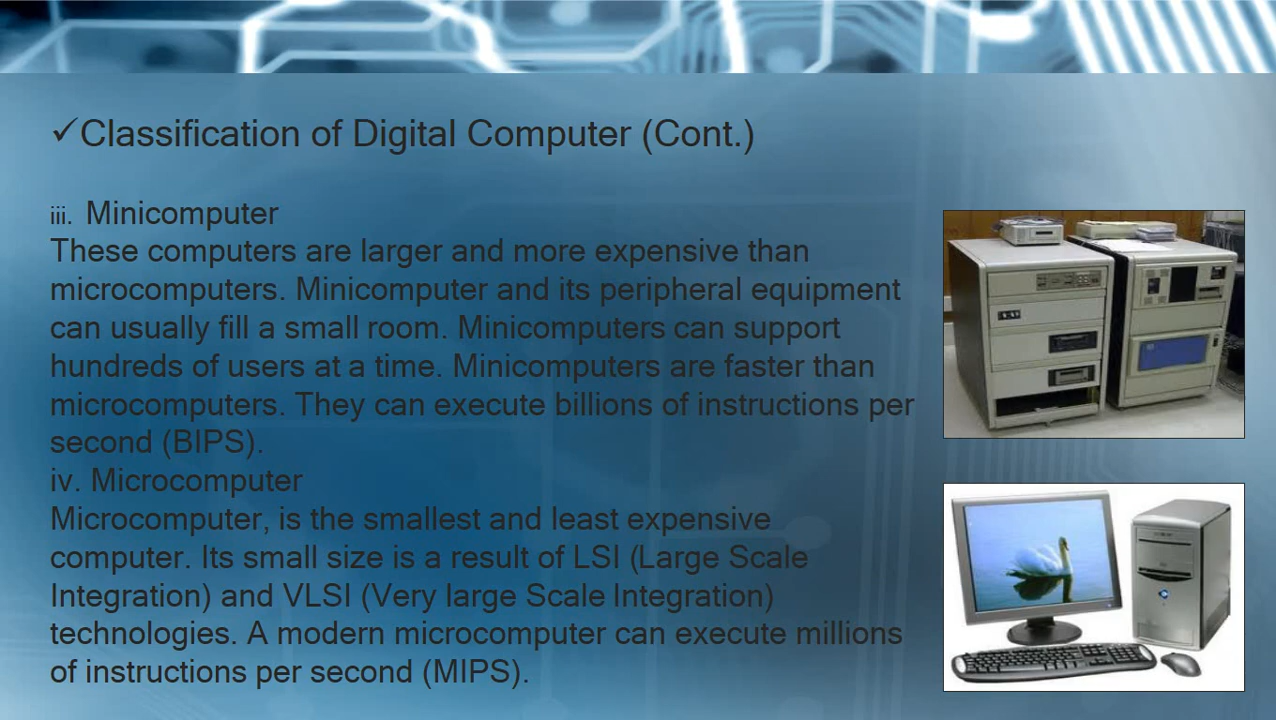 ✓Classification of Digital Computer (Cont.)
iii. Minicomputer
These computers are larger and more expensive than
microcomputers. Minicomputer and its peripheral equipment
can usually fill a small room. Minicomputers can support
hundreds of users at a time. Minicomputers are faster than
microcomputers. They can execute billions of instructions per
second (BIPS).
iv. Microcomputer
Microcomputer, is the smallest and least expensive
computer. Its small size is a result of LSI (Large Scale
Integration) and VLSI (Very large Scale Integration)
technologies. A modern microcomputer can execute millions
of instructions per second (MIPS).